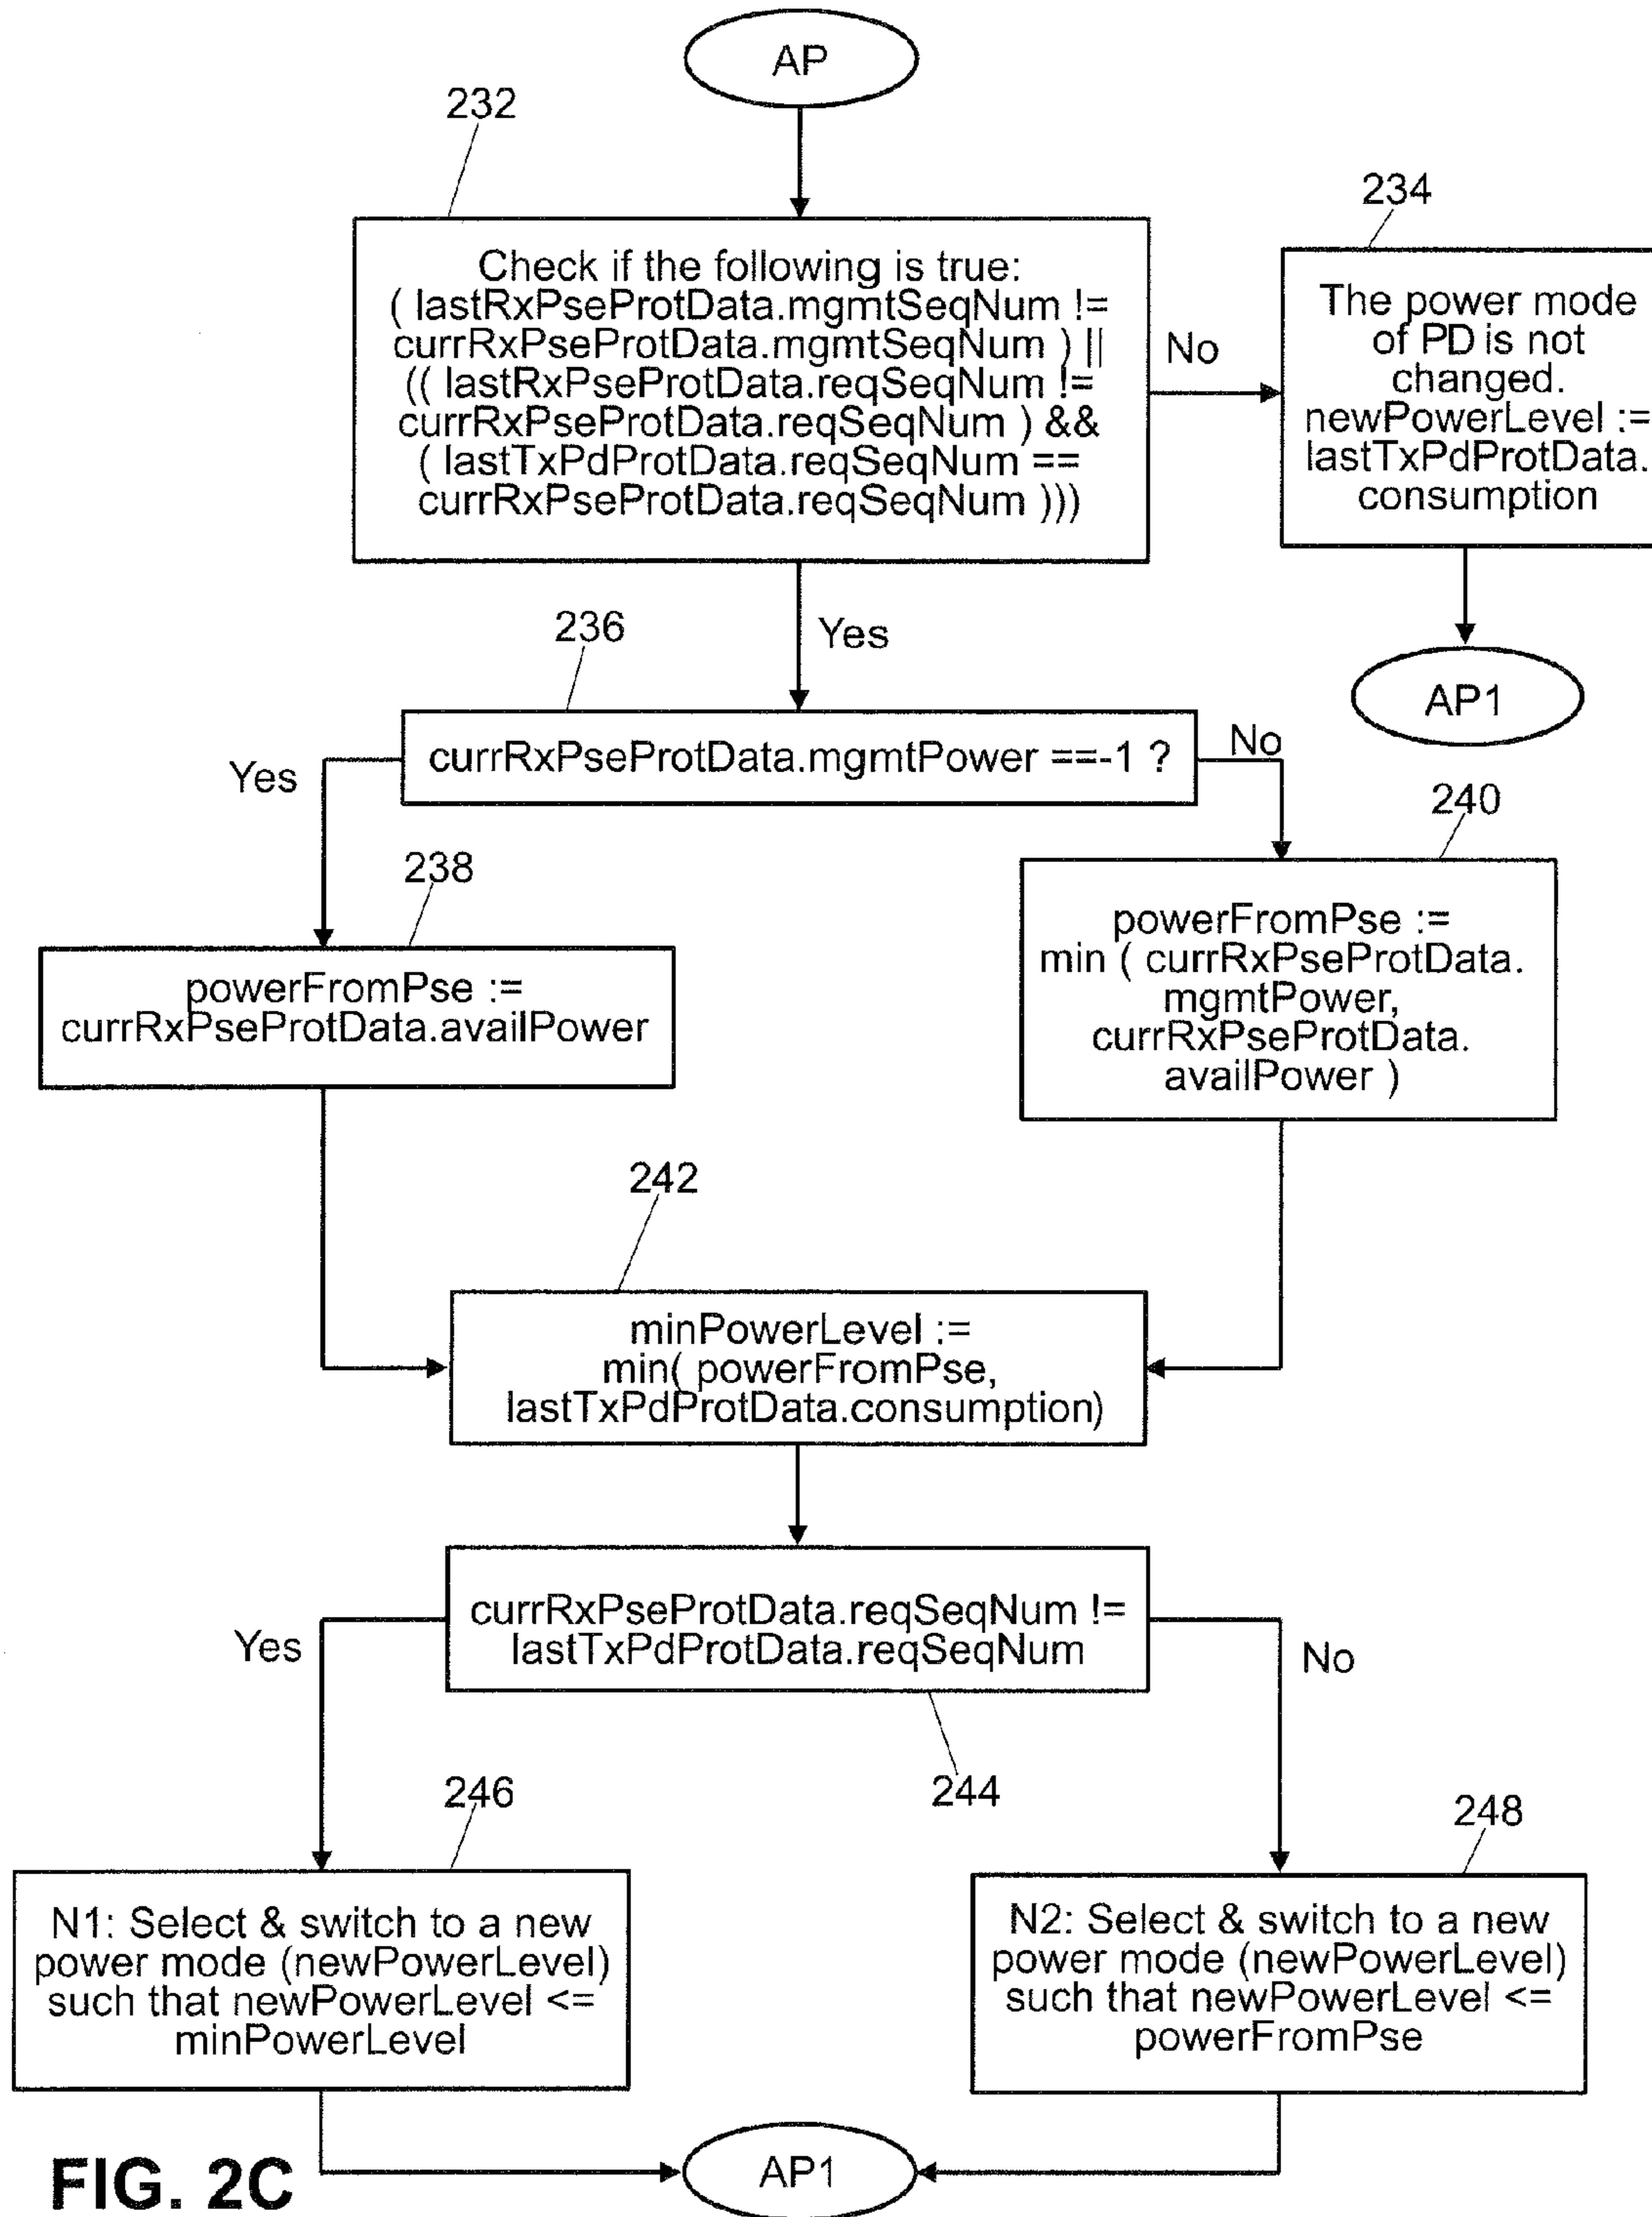 AP
232
Check if the following is true:
( lastRxPseProtData.mgmtSeqNum !=
currRxPseProtData.mgmtSeqNum ) ||
(( lastRxPseProtData.reqSeqNum !=
currRxPseProtData.reqSeqNum ) &&
( lastTxPdProtData.reqSeqNum ==
currRxPseProtData.reqSeqNum )))
No
234
The power mode
of PD is not
changed.
newPowerLevel :=
lastTxPdProtData.
consumption
AP1
Yes
236
currRxPseProtData.mgmtPower ==-1 ?
Yes
No
238
powerFromPse :=
currRxPseProtData.availPower
240
powerFromPse :=
min ( currRxPseProtData.
mgmtPower,
currRxPseProtData.
availPower )
242
minPowerLevel :=
min( powerFromPse,
lastTxPdProtData.consumption)
currRxPseProtData.reqSeqNum !=
lastTxPdProtData.reqSeqNum
Yes
No
244
246
N1: Select & switch to a new
power mode (newPowerLevel)
such that newPowerLevel <=
minPowerLevel
248
N2: Select & switch to a new
power mode (newPowerLevel)
such that newPowerLevel <=
powerFromPse
AP1
FIG. 2C